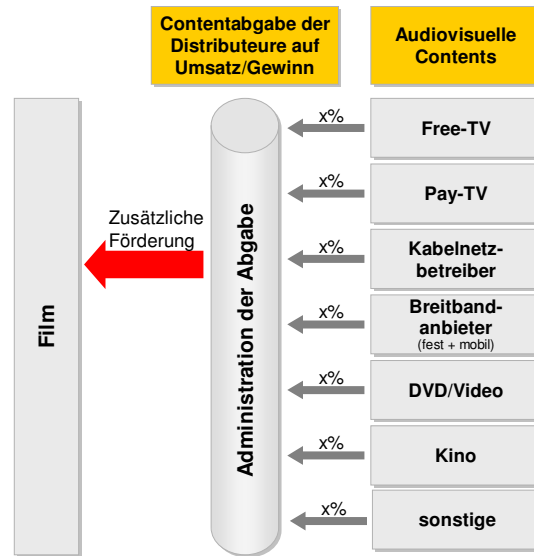 Contentabgabe der
Distributeure auf
Umsatz/Gewinn
Audiovisuelle
Contents
Film
Zusätzliche
Förderung
Administration der Abgabe
x%
Free-TV
x%
Pay-TV
x%
Kabelnetz-
betreiber
x%
Breitband-
anbieter
(fest + mobil)
x%
DVD/Video
x%
Kino
x%
sonstige